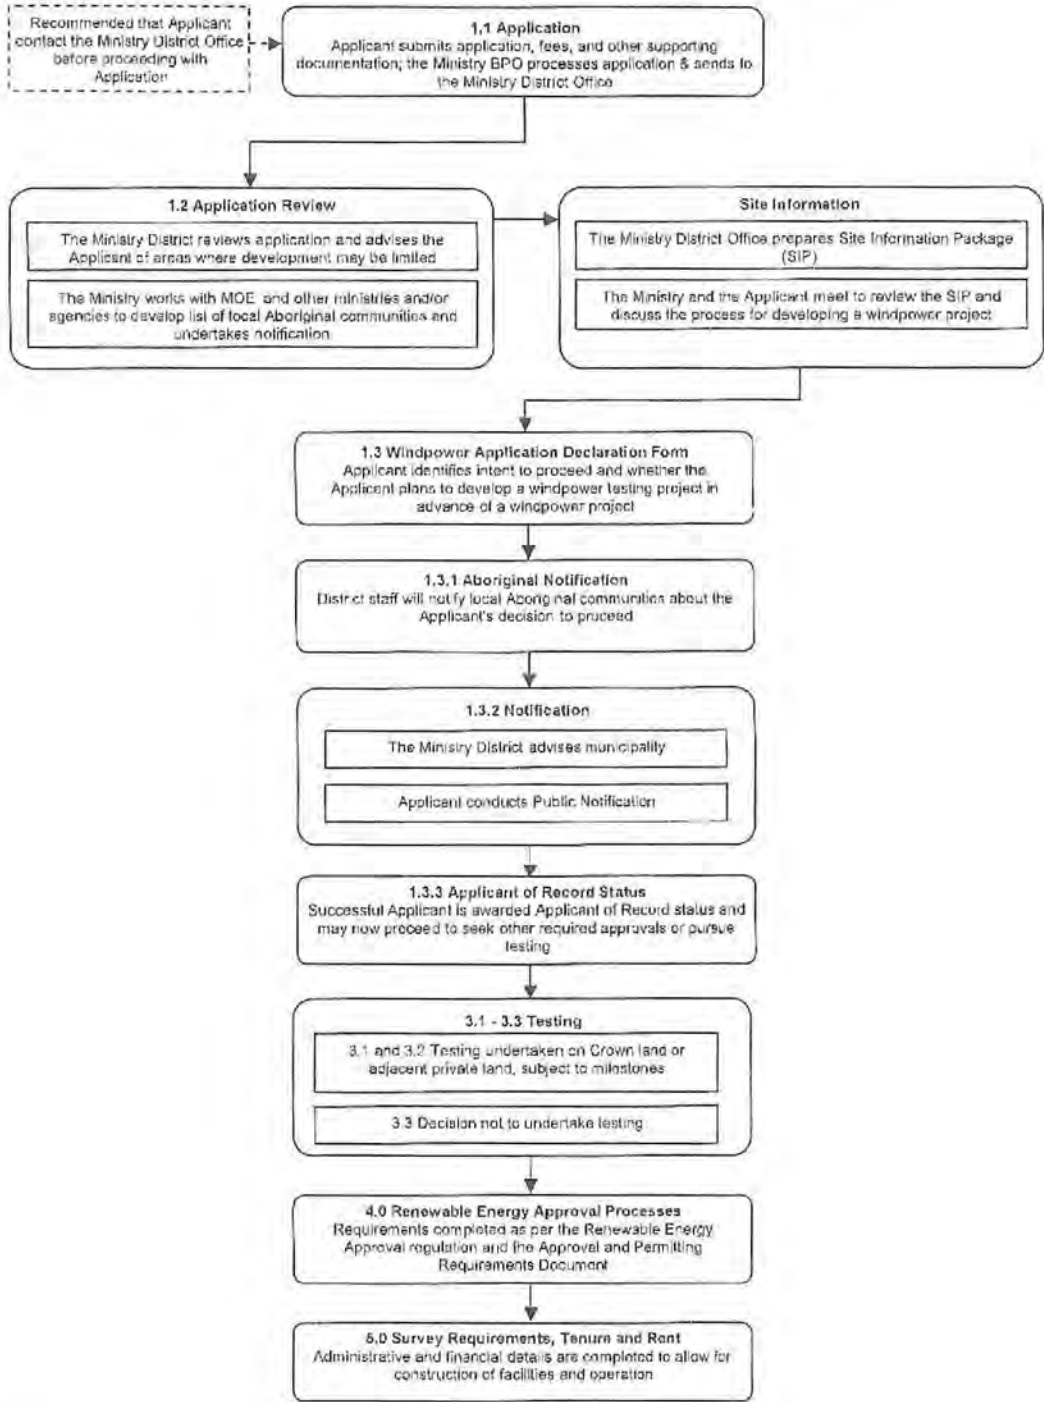 Recommended that Applicant
contact the Ministry District Office
before proceeding with
Application
1.1 Application
Applicant submits application, fees, and other supporting
documentation; the Ministry BPO processes application & sends to
the Ministry District Office
1.2 Application Review
The Ministry District reviews application and advises the
Applicant of areas where development may be limited
The Ministry works with MOE and other ministries and/or
agencies to develop list of local Aboriginal communities and
undertakes notification
Site Information
The Ministry District Office prepares Site Information Package
(SIP)
The Ministry and the Applicant meet to review the SIP and
discuss the process for developing a windpower project
1.3 Windpower Application Declaration Form
Applicant identifies intent to proceed and whether the
Applicant plans to develop a windpower testing project in
advance of a windpower project
1.3.1 Aboriginal Notification
District staff will notify local Aboriginal communities about the
Applicant's decision to proceed
1.3.2 Notification
The Ministry District advises municipality
Applicant conducts Public Notification
1.3.3 Applicant of Record Status
Successful Applicant is awarded Applicant of Record status and
may now proceed to seek other required approvals or pursue
testing
3.1 - 3.3 Testing
3.1 and 3.2 Testing undertaken on Crown land or
adjacent private land, subject to milestones
3.3 Decision not to undertake testing
4.0 Renewable Energy Approval Processes
Requirements completed as per the Renewable Energy
Approval regulation and the Approval and Permitting
Requirements Document
5.0 Survey Requirements, Tenure and Rent
Administrative and financial details are completed to allow for
construction of facilities and operation